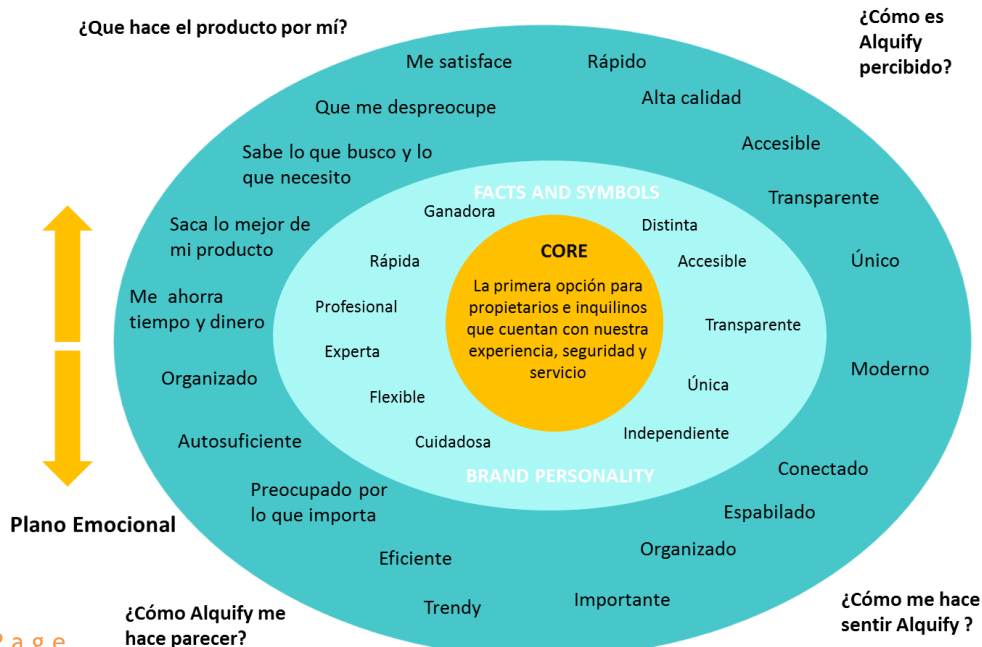 ¿Que hace el producto por mí?
¿Cómo es
Alquify
percibido?
Me satisface
Rápido
Que me despreocupe
Alta calidad
Sabe lo que busco y lo
que necesito
Accesible
Saca lo mejor de
mi producto
Transparente
Único
Me ahorra
tiempo y dinero
Moderno
Organizado
Autosuficiente
Conectado
Preocupado por
lo que importa
Espabilado
Organizado
Eficiente
Importante
Trendy
FACTS AND SYMBOLS
Ganadora
Distinta
Rápida
Accesible
Profesional
Transparente
Experta
Única
Flexible
Independiente
Cuidadosa
BRAND PERSONALITY
CORE
La primera opción para
propietarios e inquilinos
que cuentan con nuestra
experiencia, seguridad y
servicio
Plano Emocional
¿Cómo Alquify me
hace parecer?
¿Cómo me hace
sentir Alquify ?
Page